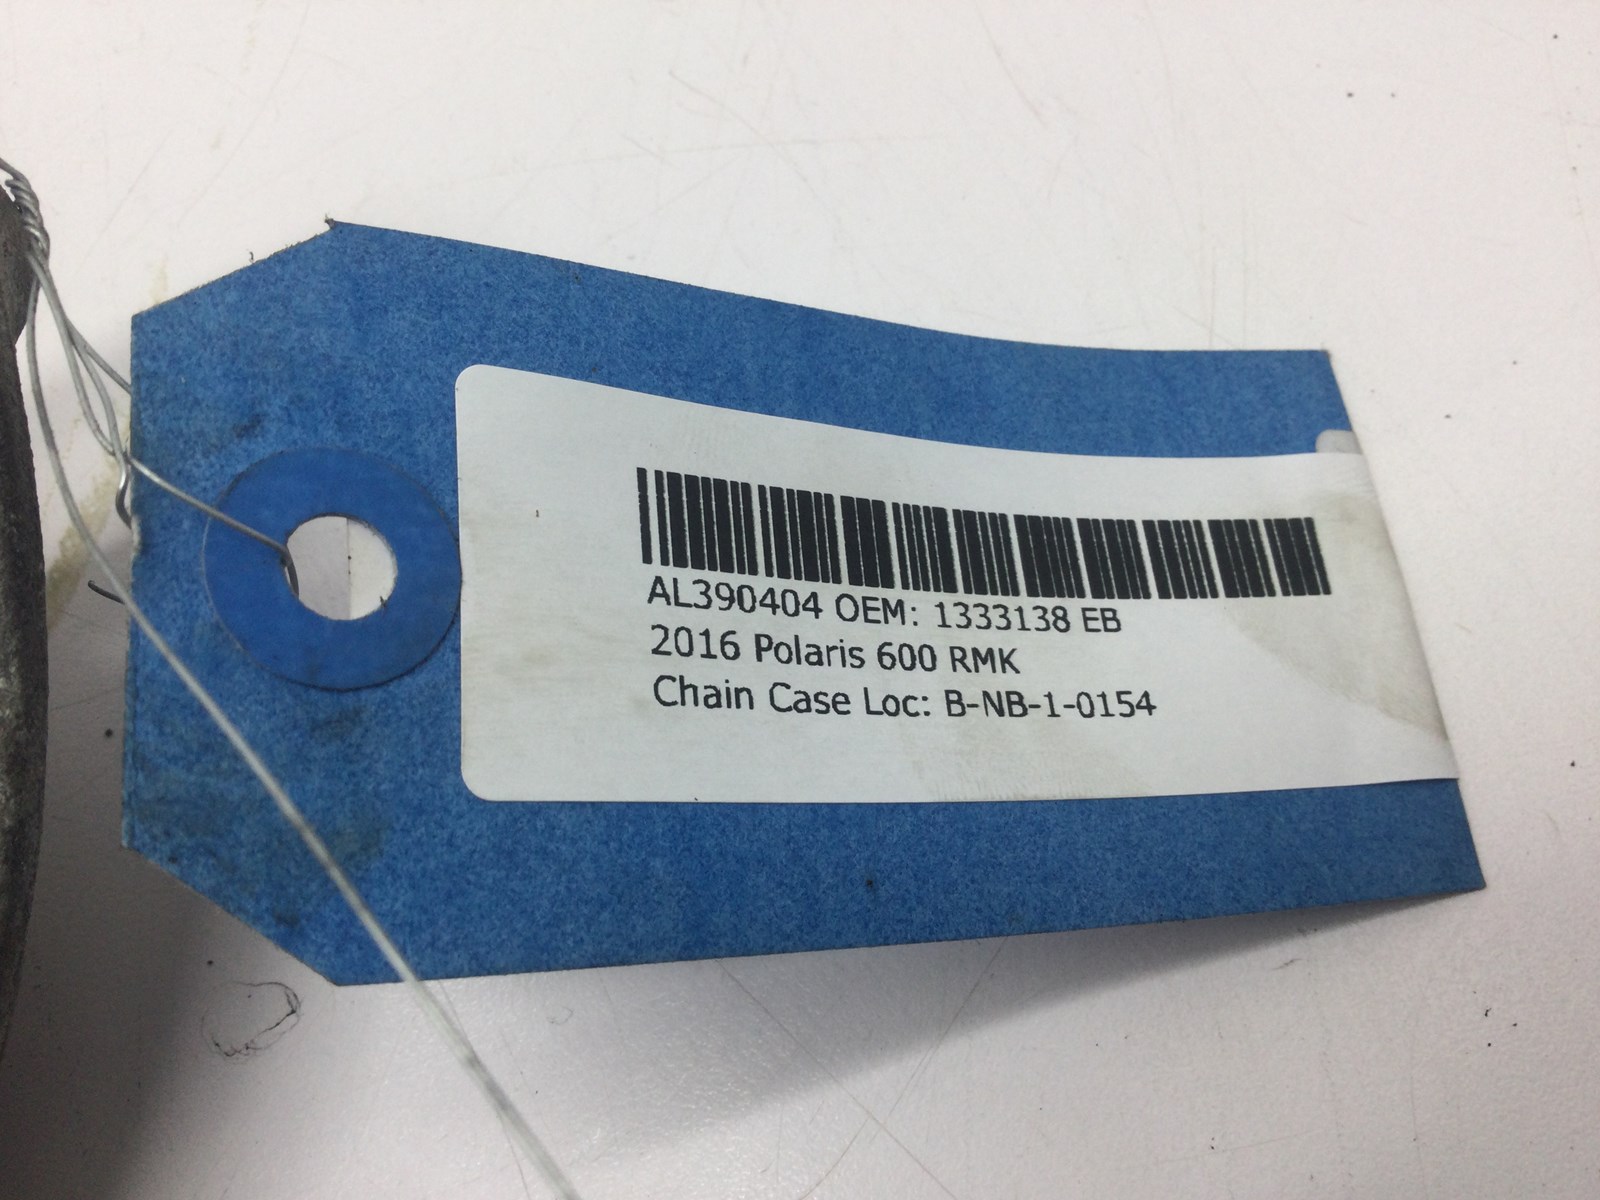 AL390404 OEM: 1333138 EB
2016 Polaris 600 RMK
Chain Case Loc: B-NB-1-0154